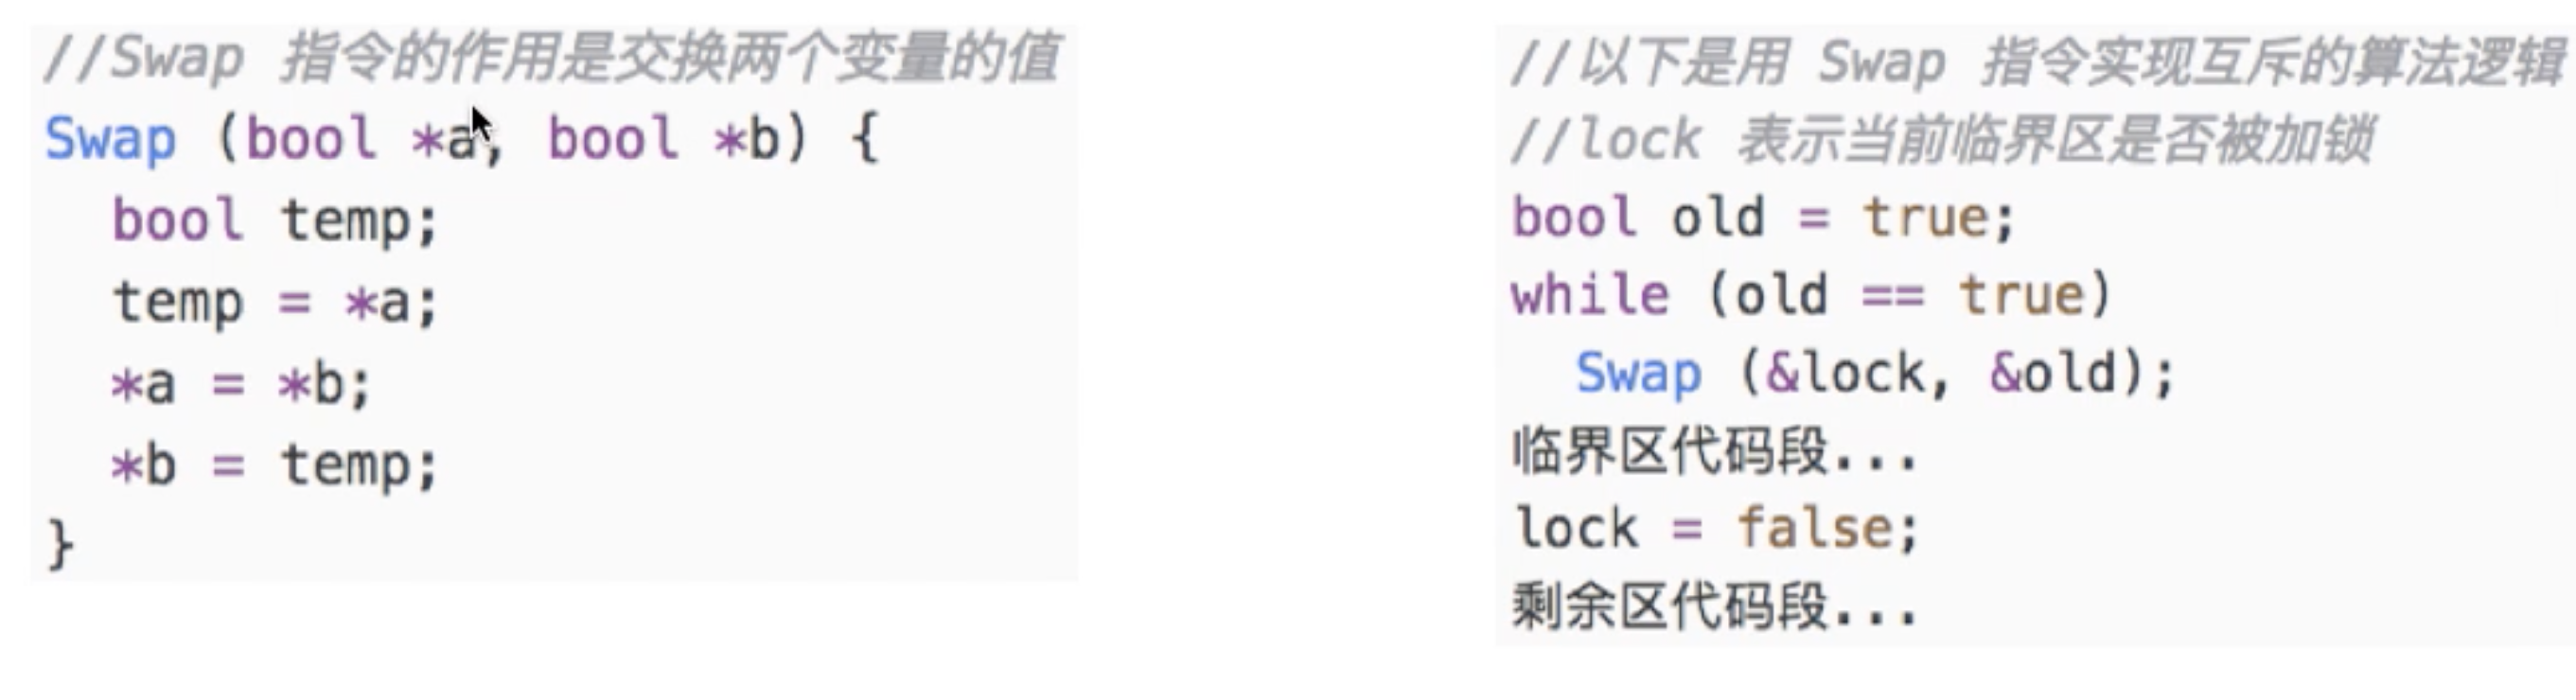 //Swap 指令的作用是交换两个变量的值
Swap (bool *a, bool *b) {
  bool temp;
  temp = *a;
  *a = *b;
  *b = temp;
}
//以下是用 Swap 指令实现互斥的算法逻辑
//lock 表示当前临界区是否被加锁
bool old = true;
while (old == true)
  Swap (&lock, &old);
临界区代码段...
lock = false;
剩余区代码段...